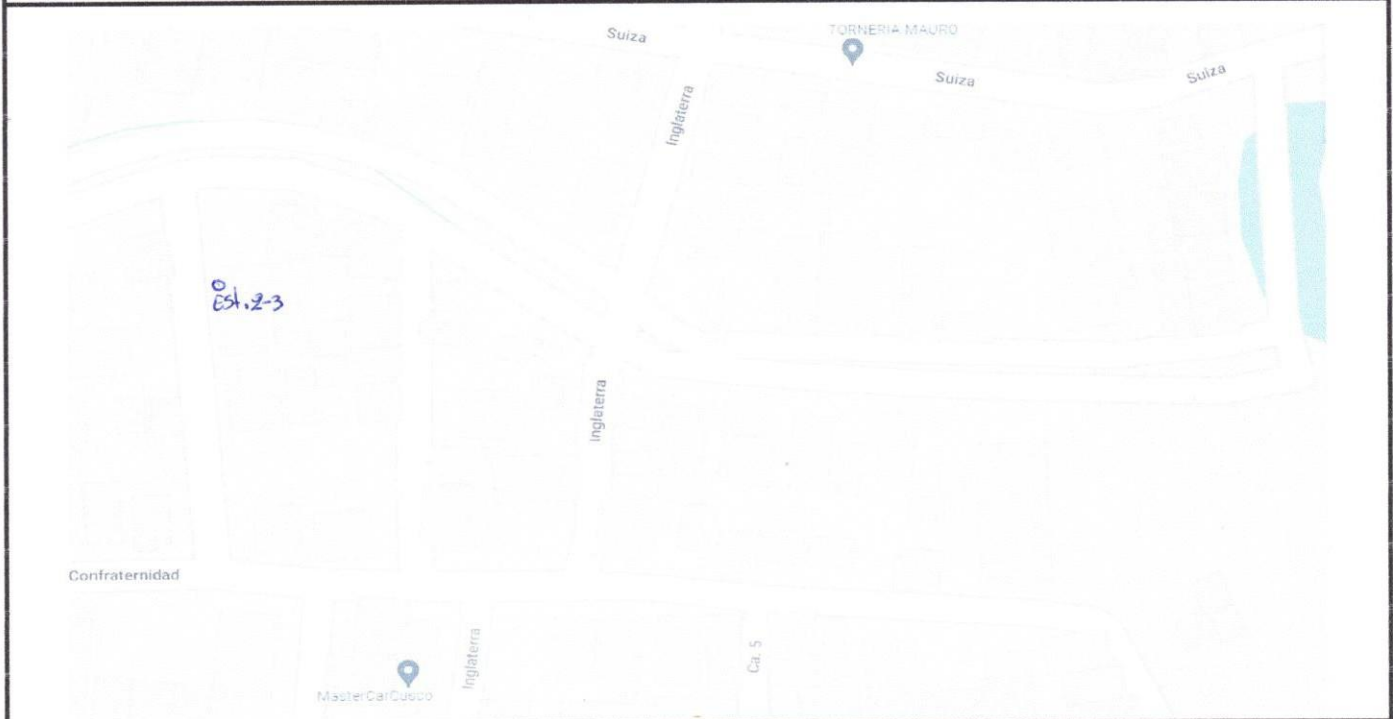 Suiza
TORNERIA MAURO
Suiza
Suiza
Inglaterra
Est. 2-3
Inglaterra
Confraternidad
Inglaterra
Ca. 5
MasterCarCusco